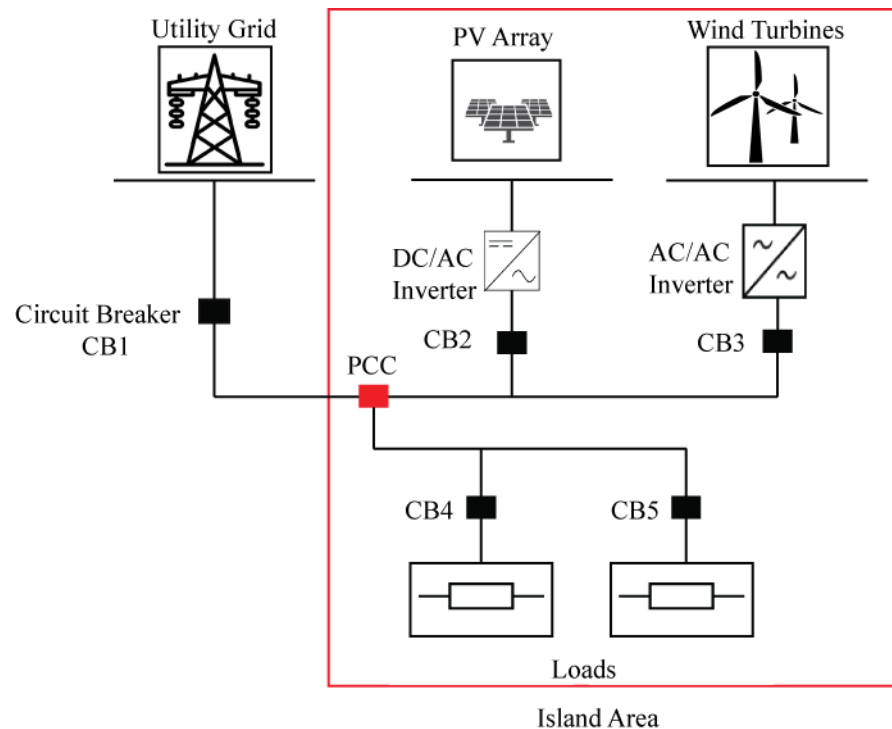 Utility Grid
PV Array
Wind Turbines
DC/AC
Inverter
AC/AC
Inverter
Circuit Breaker
CB1
CB2
CB3
PCC
CB4
CB5
Loads
Island Area